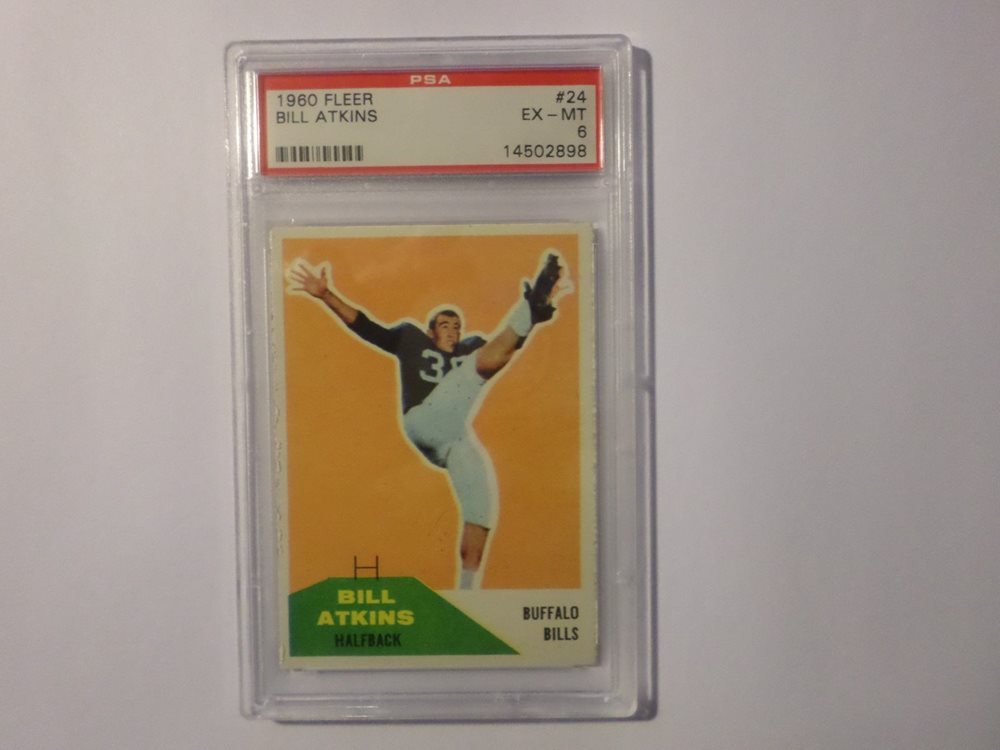 PSA
1960 FLEER #24
BILL ATKINS EX - MT
6
14502898
BILL
ATKINS
HALFBACK
BUFFALO
BILLS